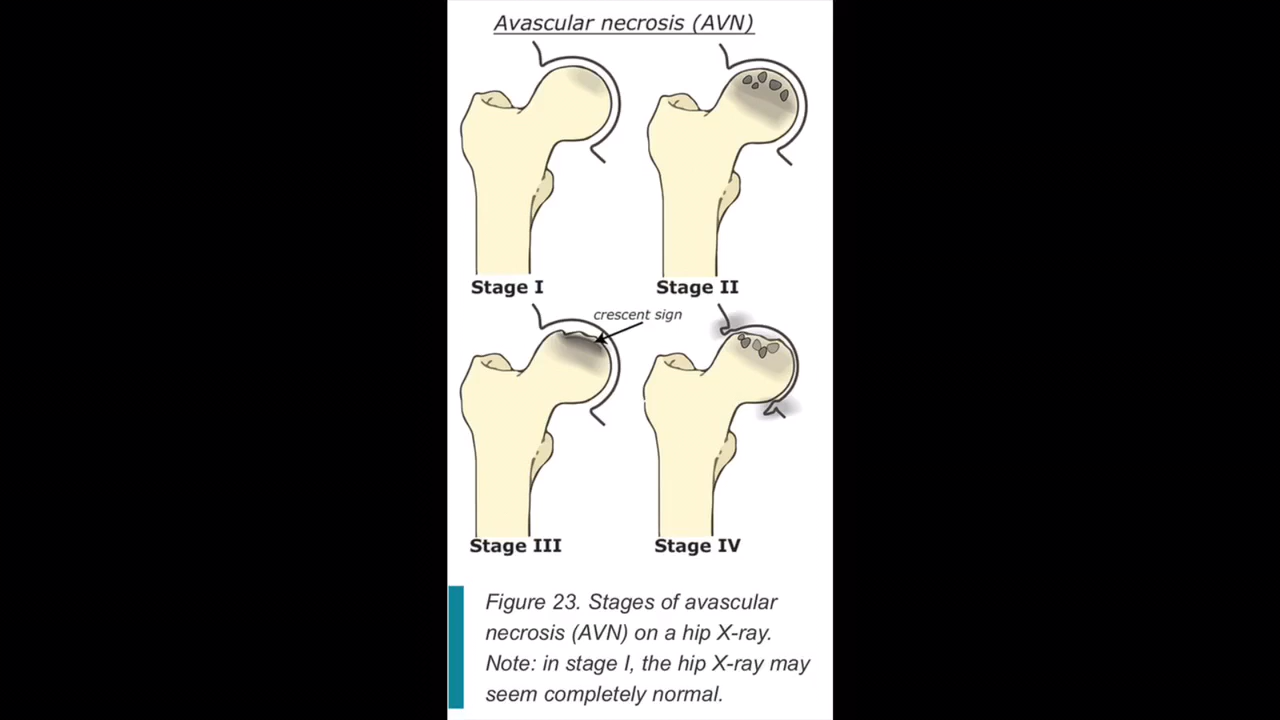 Avascular necrosis (AVN)
Stage I
Stage II
crescent sign
Stage III
Stage IV
Figure 23. Stages of avascular
necrosis (AVN) on a hip X-ray.
Note: in stage I, the hip X-ray may
seem completely normal.